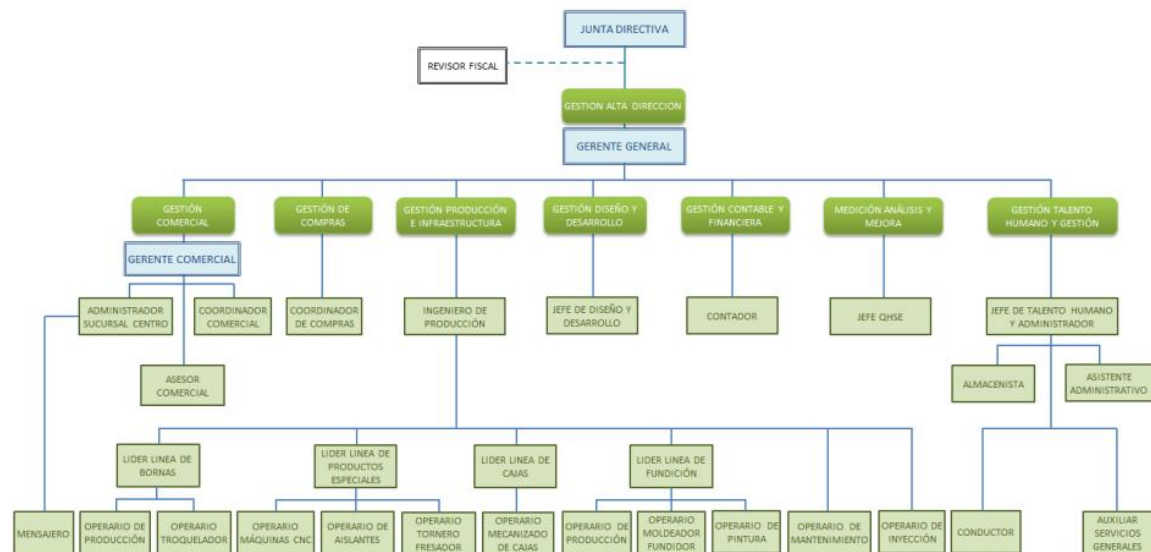 JUNTA DIRECTIVA
REVISOR FISCAL
GESTION ALTA DIRECCION
GERENTE GENERAL
GESTIÓN
COMERCIAL
GESTIÓN DE
COMPRAS
GESTIÓN PRODUCCIÓN
E INFRAESTRUCTURA
GESTIÓN DISEÑO Y
DESARROLLO
GESTIÓN CONTABLE Y
FINANCIERA
MEDICIÓN ANÁLISIS Y
MEJORA
GESTIÓN TALENTO
HUMANO Y GESTIÓN
GERENTE COMERCIAL
ADMINISTRADOR
SUCURSAL CENTRO
COORDINADOR
COMERCIAL
COORDINADOR
DE COMPRAS
INGENIERO DE
PRODUCCIÓN
JEFE DE DISEÑO Y
DESARROLLO
CONTADOR
JEFE QHSE
JEFE DE TALENTO HUMANO
Y ADMINISTRADOR
ASESOR
COMERCIAL
ALMACENISTA
ASISTENTE
ADMINISTRATIVO
LIDER LINEA DE
BORNAS
LIDER LINEA DE
PRODUCTOS
ESPECIALES
LIDER LINEA DE
CAJAS
LIDER LINEA DE
FUNDICIÓN
MENSAJERO
OPERARIO DE
PRODUCCIÓN
OPERARIO
TROQUELADOR
OPERARIO
MÁQUINAS CNC
OPERARIO DE
AISLANTES
OPERARIO
TORNERO
FRESADOR
OPERARIO
MECANIZADO
DE CAJAS
OPERARIO DE
PRODUCCIÓN
OPERARIO
MOLDEADOR
FUNDIDOR
OPERARIO DE
PINTURA
OPERARIO DE
MANTENIMIENTO
OPERARIO DE
INYECCIÓN
CONDUCTOR
AUXILIAR
SERVICIOS
GENERALES